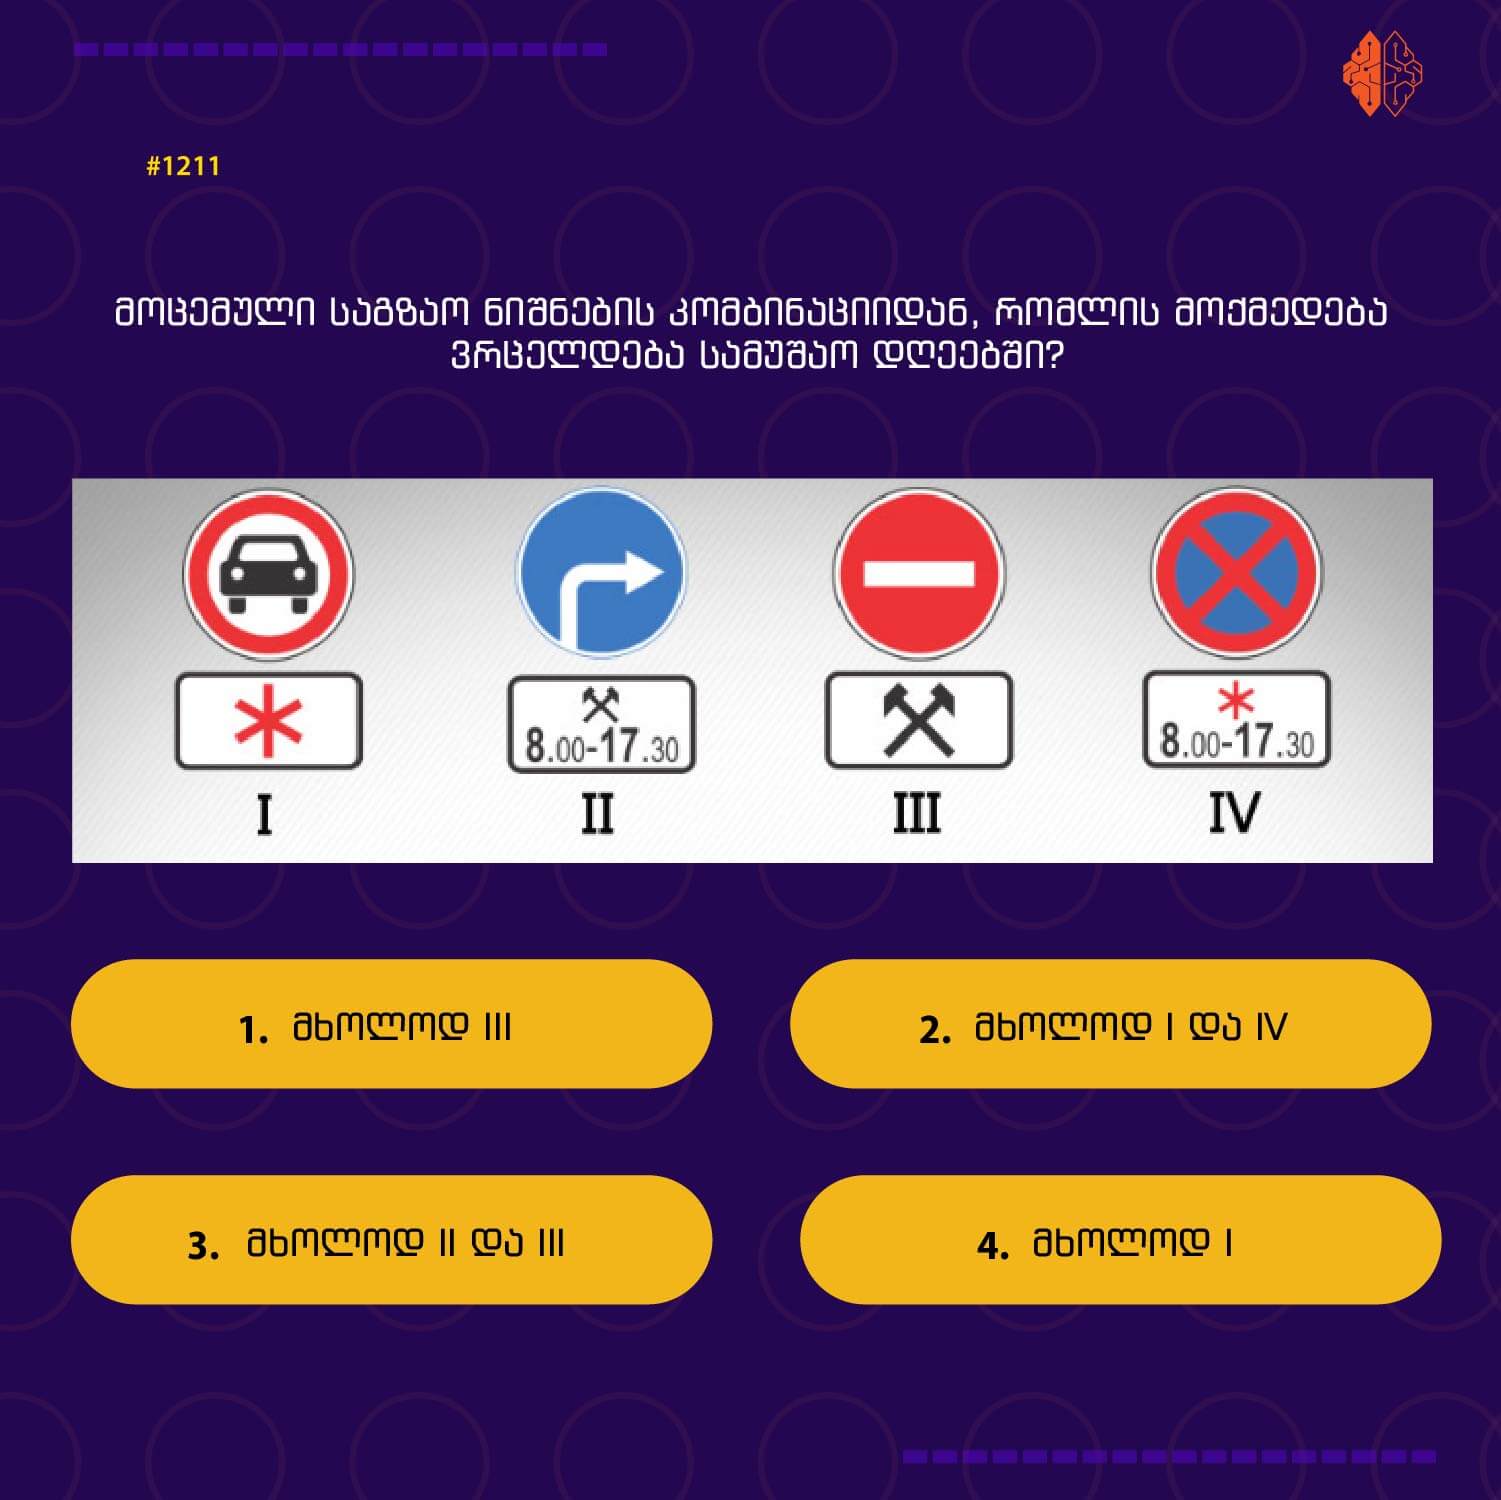 #1211
მოცემული საგზაო ნიშნების კომბინაციიდან, რომლის მოქმედება
ვრცელდება სამუშაო დღეებში?
8.00-17.30
8.00-17.30
I
II
III
IV
1. მხოლოდ III
2. მხოლოდ I და IV
3. მხოლოდ II და III
4. მხოლოდ I